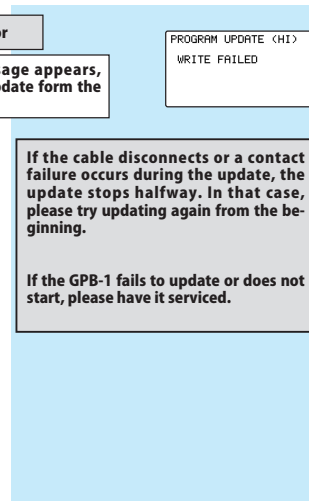 or
PROGRAM UPDATE (HI)
WRITE FAILED
sage appears,
pdate form the
If the cable disconnects or a contact
failure occurs during the update, the
update stops halfway. In that case,
please try updating again from the be-
ginning.
If the GPB-1 fails to update or does not
start, please have it serviced.